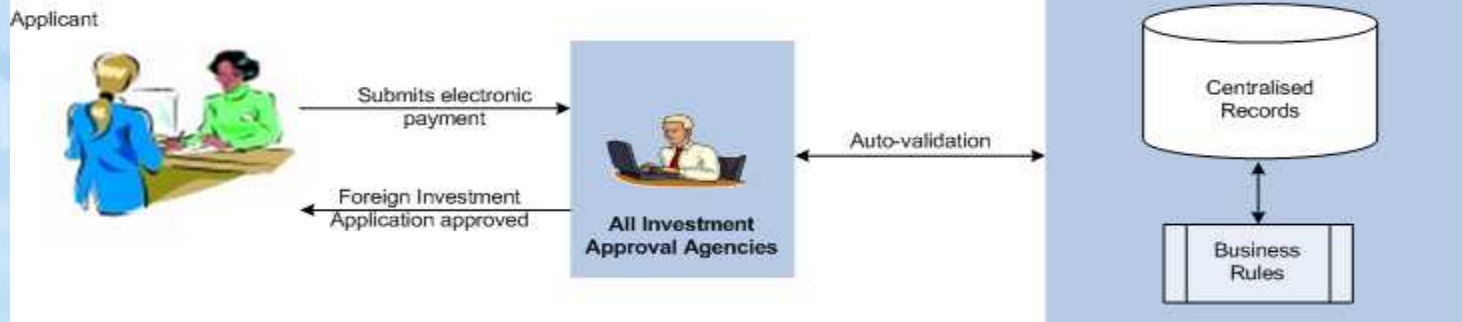 Applicant
Submits electronic
payment
Foreign Investment
Application approved
All Investment
Approval Agencies
Auto-validation
Centralised
Records
Business
Rules